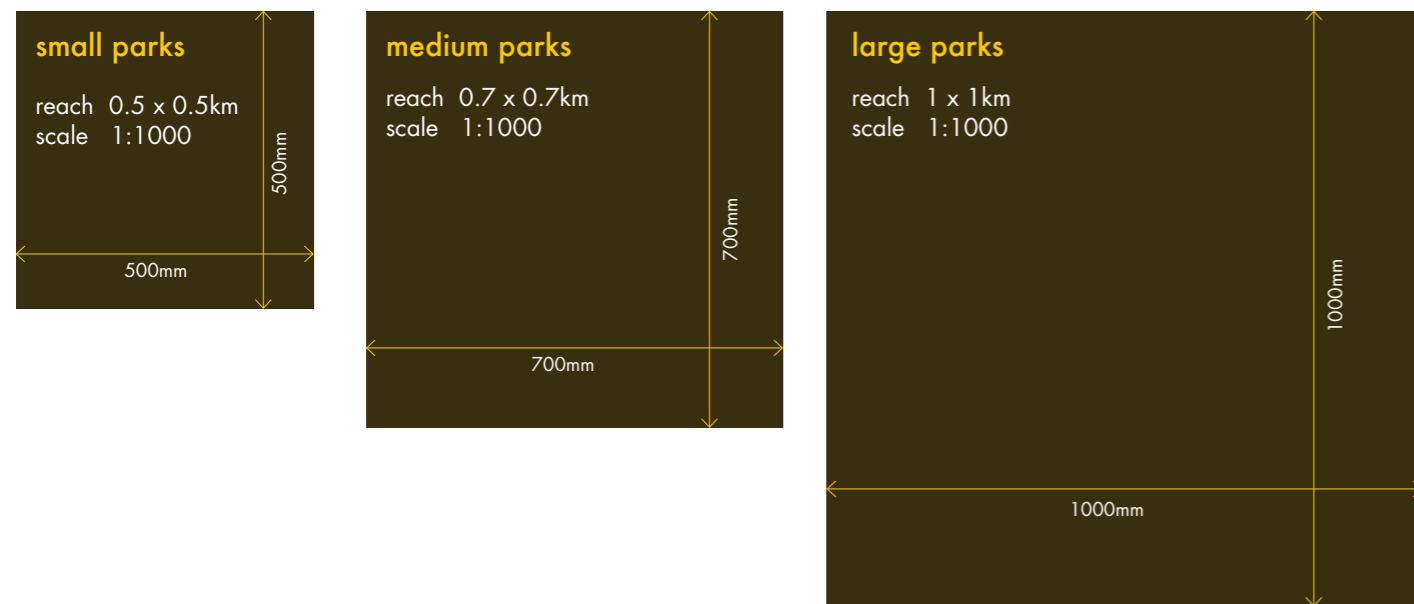 small parks
reach 0.5 x 0.5km
scale 1:1000
500mm
500mm
medium parks
reach 0.7 x 0.7km
scale 1:1000
700mm
700mm
large parks
reach 1 x 1km
scale 1:1000
1000mm
1000mm